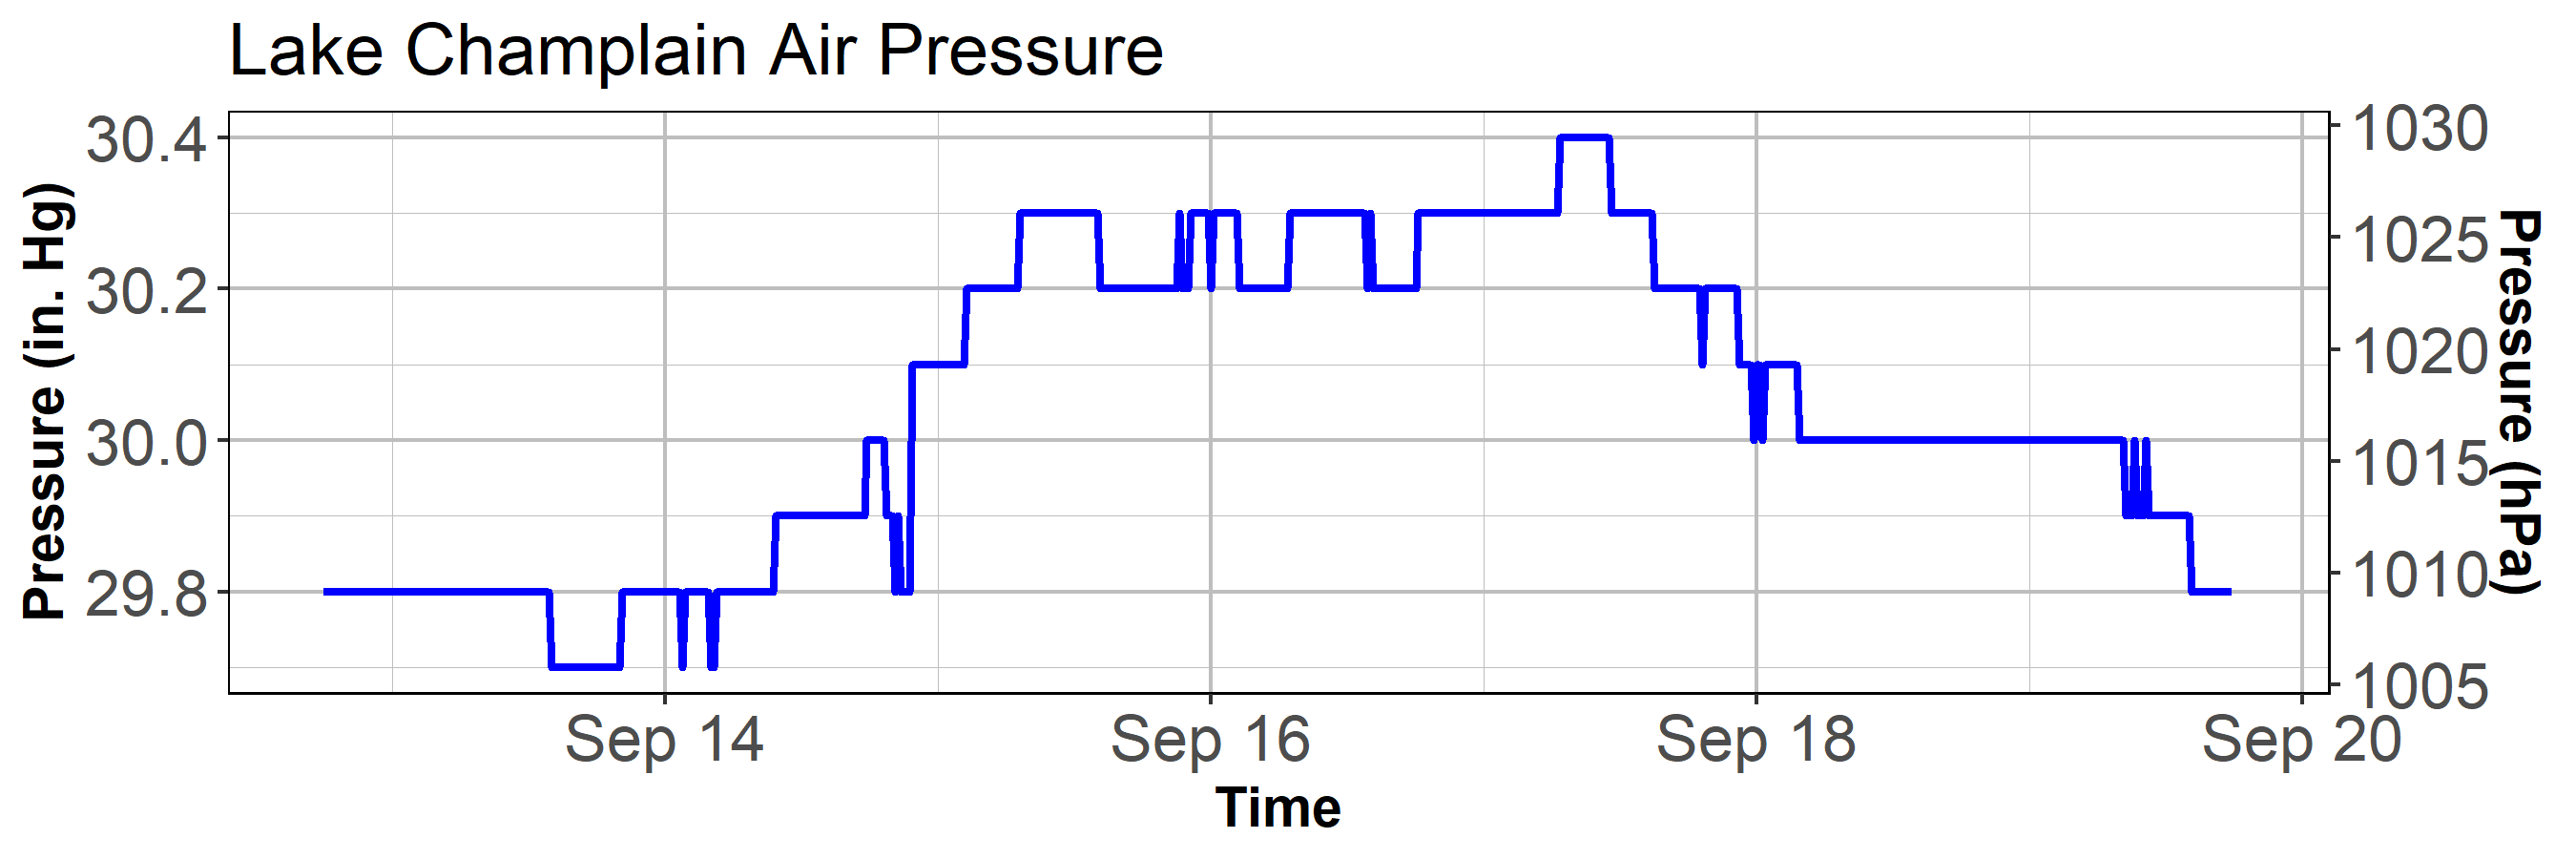 Lake Champlain Air Pressure
Pressure (in. Hg)
30.4
30.2
30.0
29.8
1030
1025
1020
1015
1010
1005
Pressure (hPa)
Sep 14 Sep 16 Sep 18 Sep 20
Time